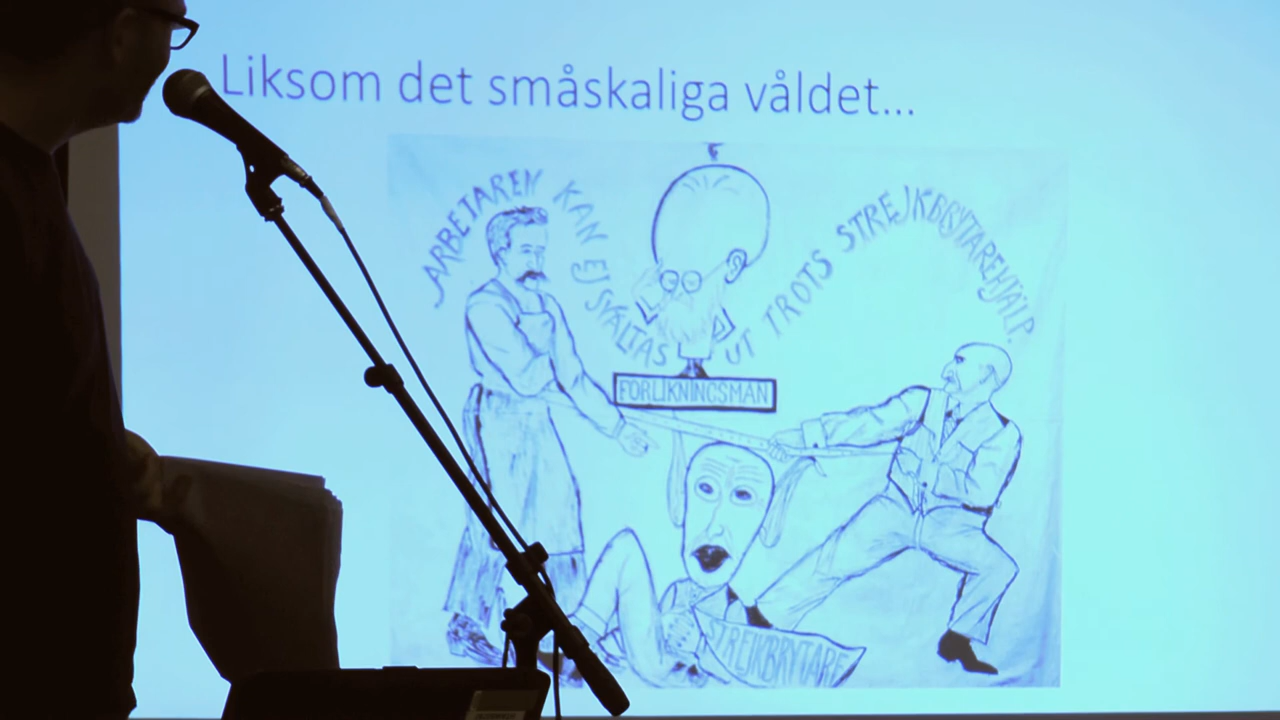 Liksom det småskaliga våldet...
ARBETAREN KAN EJ SVÄLTAS UT TROTS STREJKBRYTAREHJÄLP.
FÖRLIKNINGSMAN
STREJKBRYTARE